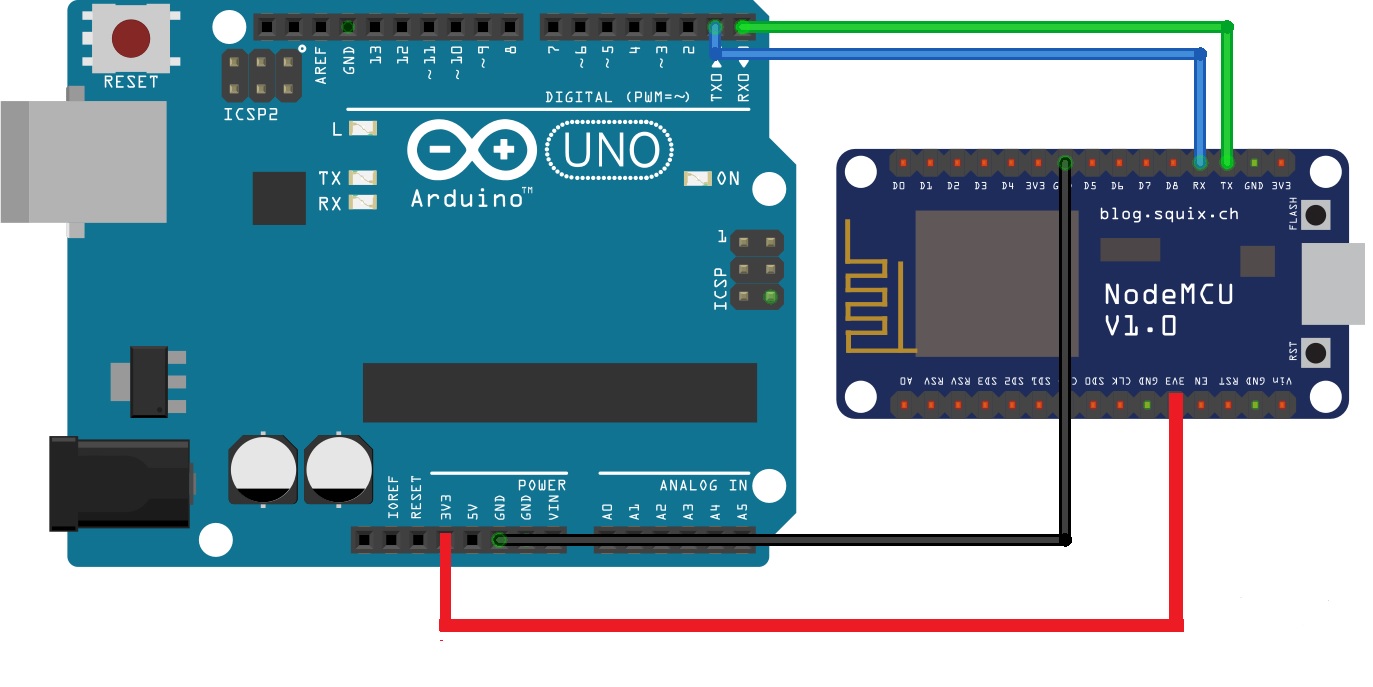 RESET
ICSP2
AREF
GND
13
12
~11
~10
~9
8
7
~6
~5
4
~3
2
TX0
RX0
DIGITAL (PWM=~)
L
TX
RX
UNO
Arduino™
ON
1
ICSP
IOREF
RESET
3V3
5V
GND
GND
VIN
POWER
ANALOG IN
A0
A1
A2
A3
A4
A5
D0 D1 D2 D3 D4 3V3 D5 D6 D7 D8 RX TX GND 3V3
blog.squix.ch
FLASH
NodeMCU
V1.0
RST
A0 RSV RSV SD3 SD2 SD1 SD0 CLK GND 3V3 EN RST GND Vin